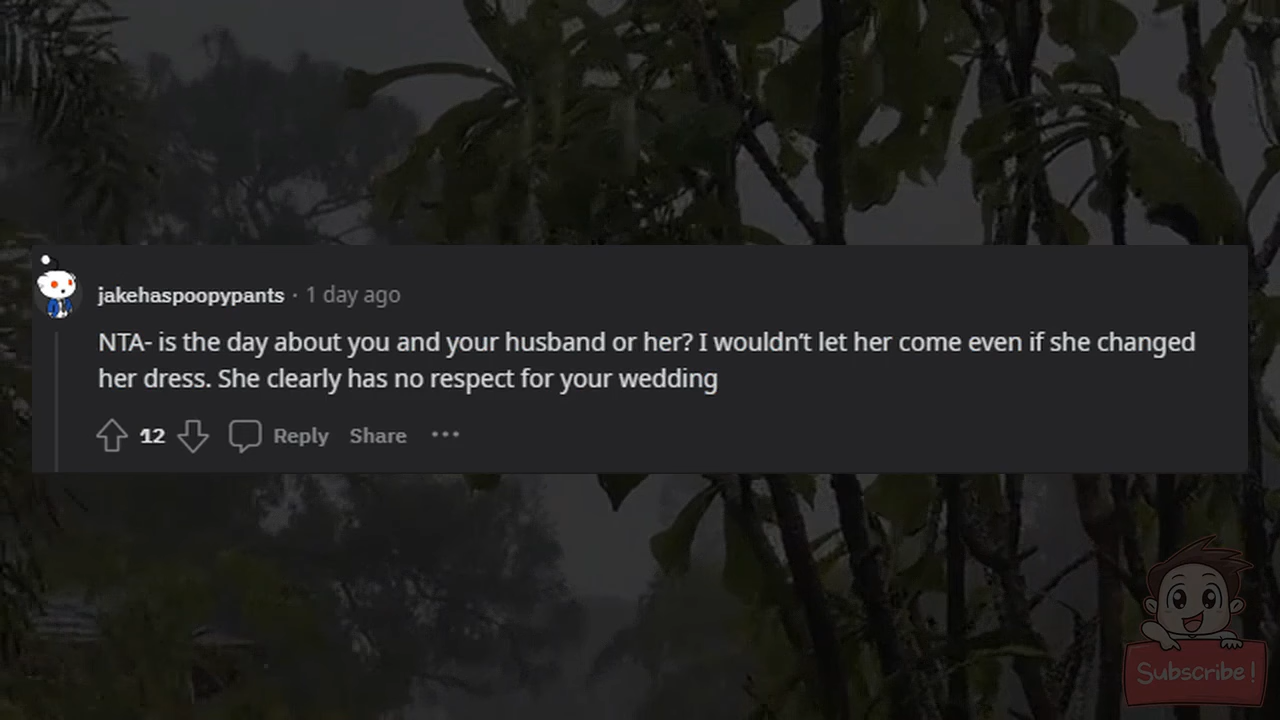 jakehaspoopypants · 1 day ago
NTA- is the day about you and your husband or her? I wouldn't let her come even if she changed
her dress. She clearly has no respect for your wedding
12 Reply Share ...
Subscribe!